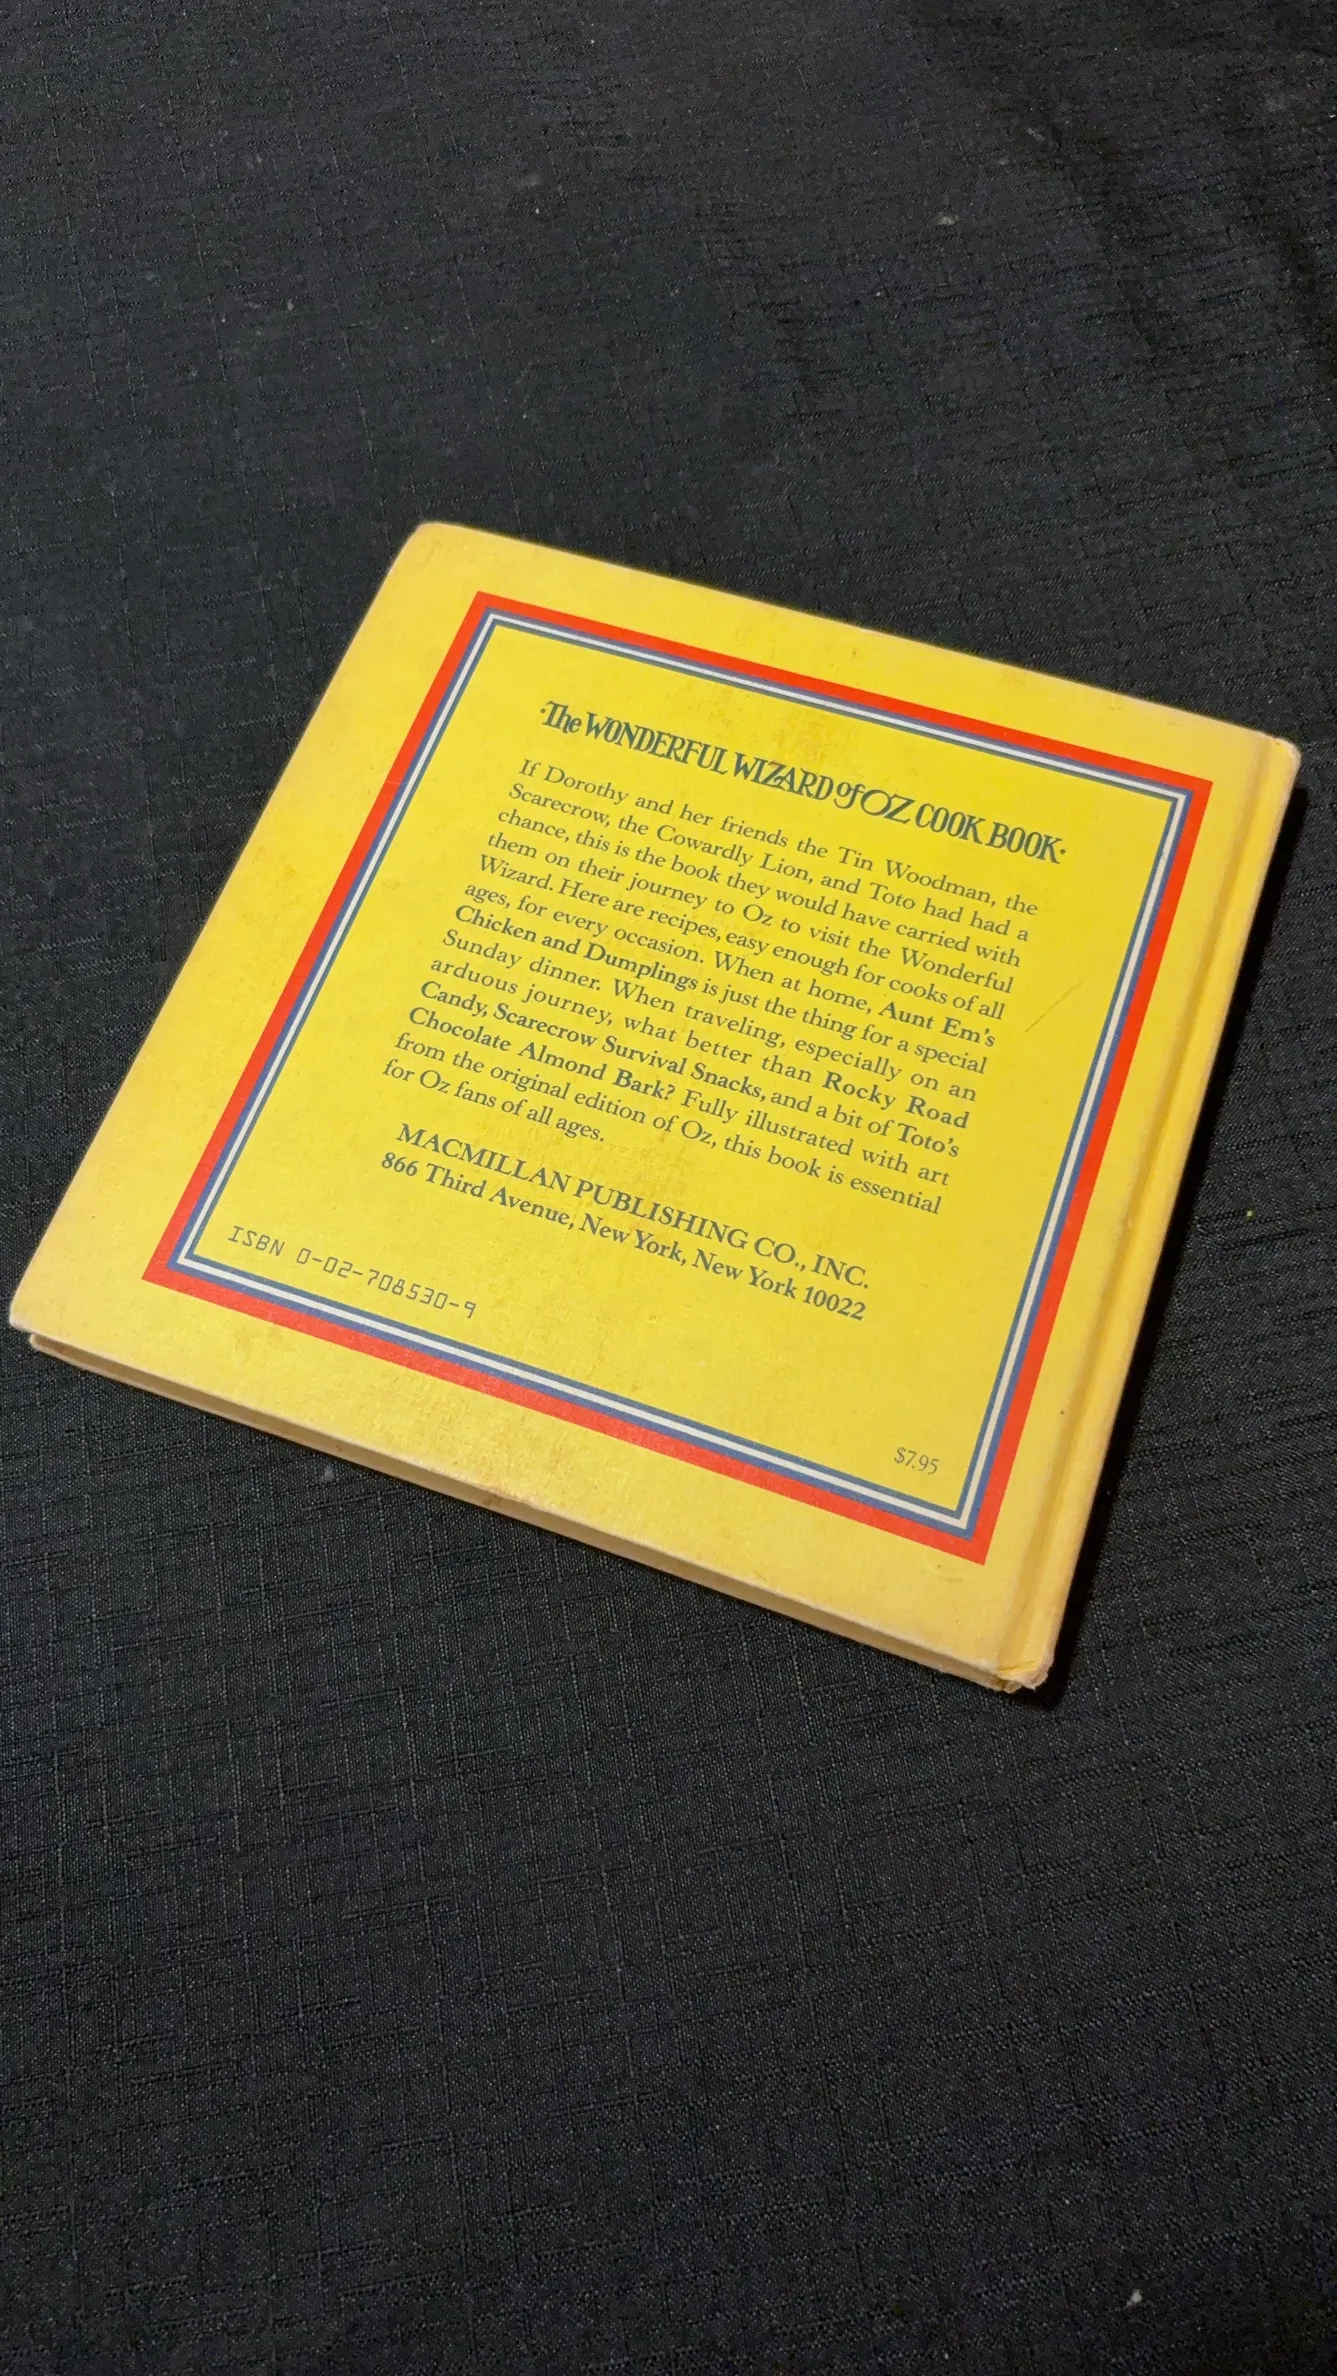 ·The WONDERFUL WIZARD of OZ COOK BOOK·
If Dorothy and her friends the Tin Woodman, the
Scarecrow, the Cowardly Lion, and Toto had had a
chance, this is the book they would have carried with
them on their journey to Oz to visit the Wonderful
Wizard. Here are recipes, easy enough for cooks of all
ages, for every occasion. When at home, Aunt Em's
Chicken and Dumplings is just the thing for a special
Sunday dinner. When traveling, especially on an
arduous journey, what better than Rocky Road
Candy, Scarecrow Survival Snacks, and a bit of Toto's
Chocolate Almond Bark? Fully illustrated with art
from the original edition of Oz, this book is essential
for Oz fans of all ages.
MACMILLAN PUBLISHING CO., INC.
866 Third Avenue, New York, New York 10022
ISBN 0-02-708530-9
$7.95